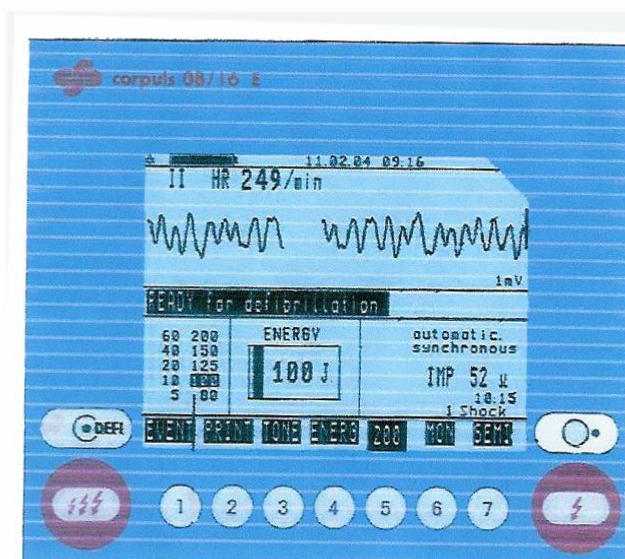 corpuls 08/16 E
11.02.04 09:16
II HR 249/min
1mV
READY for defibrillation
60 200
40 150
20 125
10 100
5 80
ENERGY
100 J
automatic.
synchronous
IMP 52
10:15
1 Shock
DEFI
EVENT PRINT TONE ENERG 200 MON SEMI
1 2 3 4 5 6 7